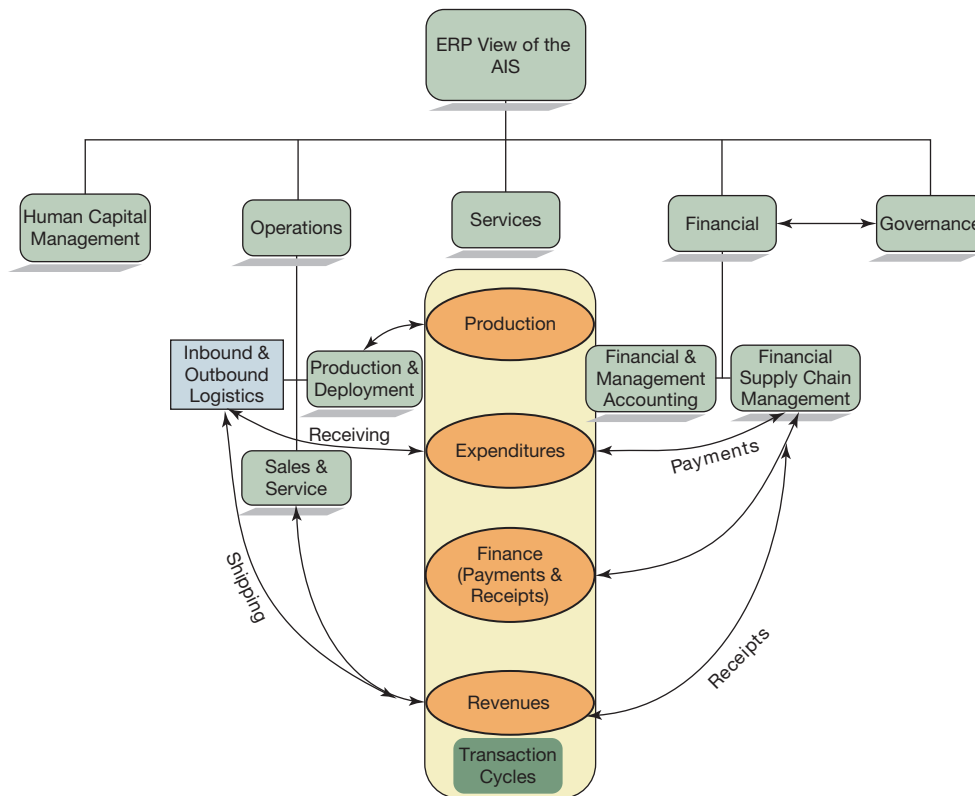 ERP View of the
AIS
Human Capital
Management
Operations
Services
Financial
Governance
Production
Inbound &
Outbound
Logistics
Production &
Deployment
Financial &
Management
Accounting
Financial
Supply Chain
Management
Receiving
Expenditures
Payments
Sales &
Service
Finance
(Payments &
Receipts)
Shipping
Receipts
Revenues
Transaction
Cycles